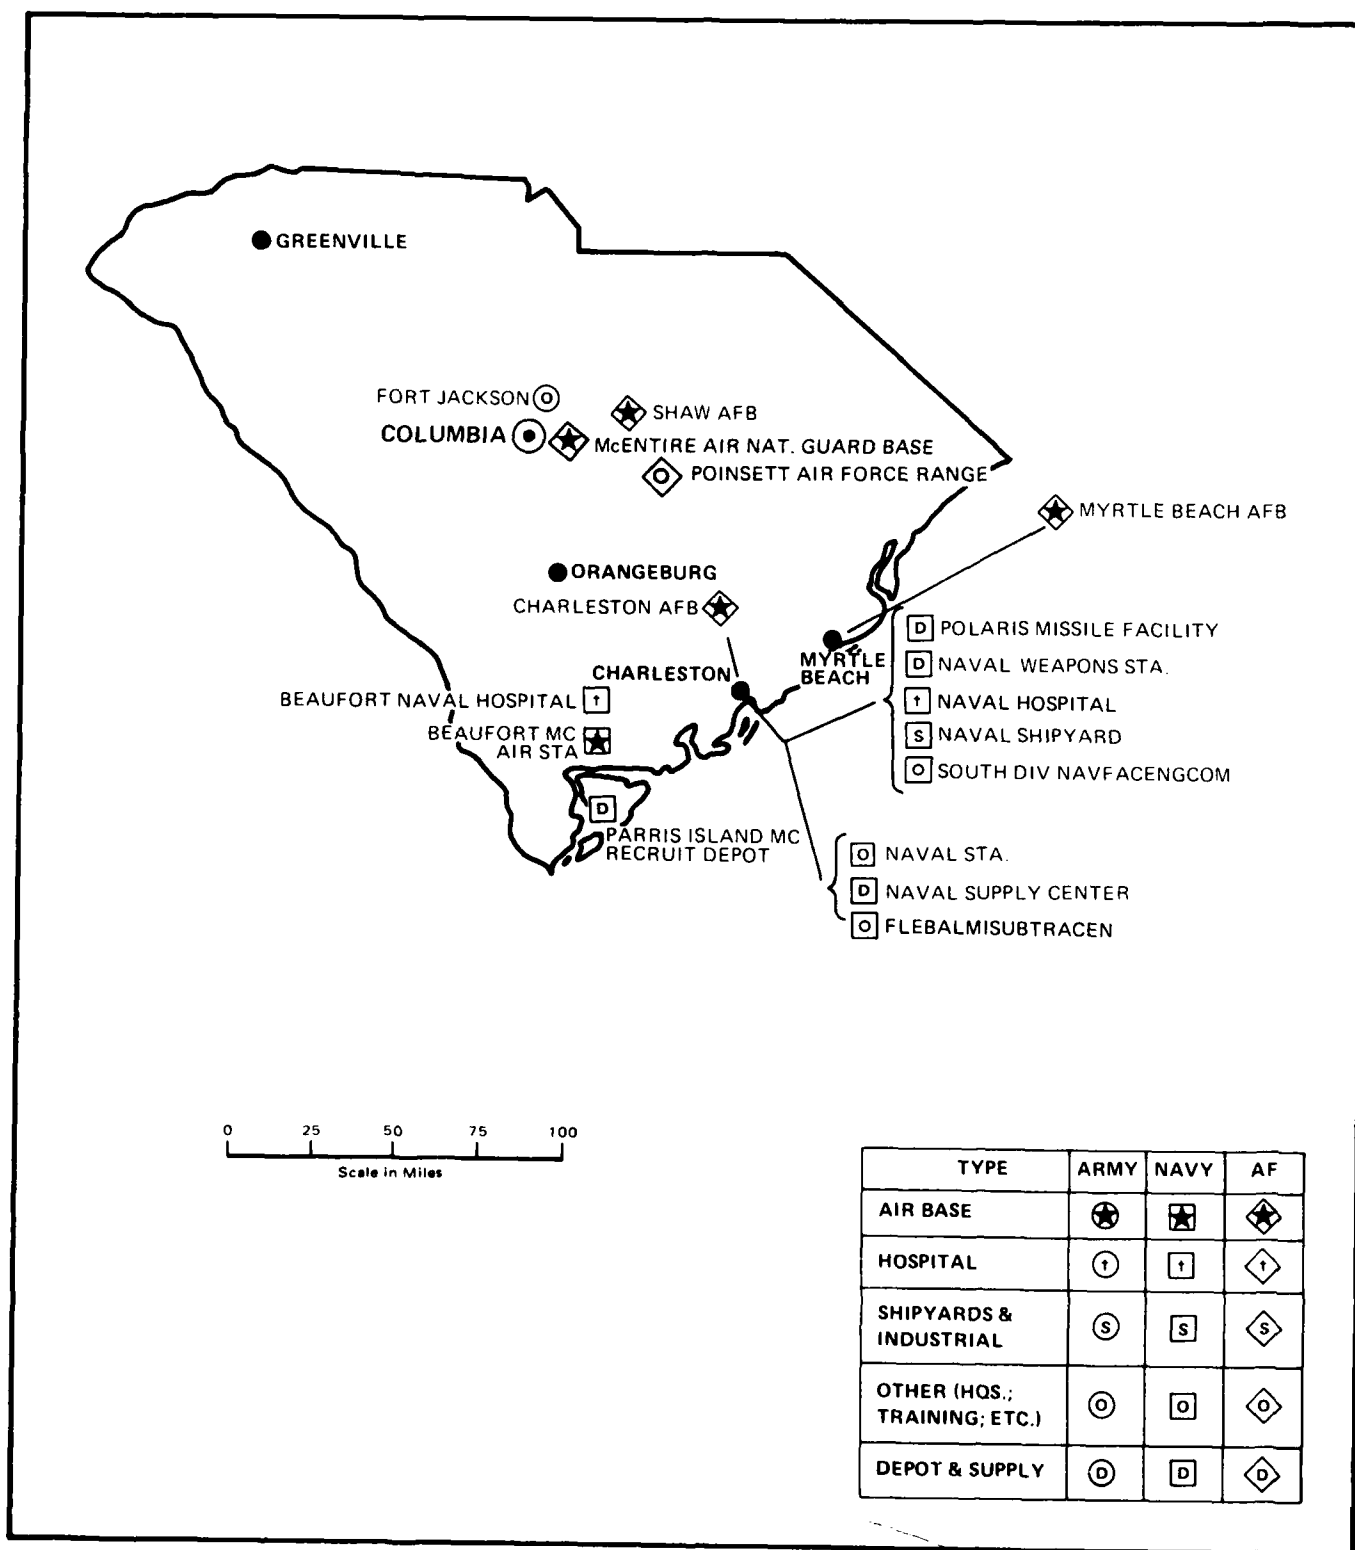 GREENVILLE
FORT JACKSON O
SHAW AFB
COLUMBIA
McENTIRE AIR NAT. GUARD BASE
O POINSETT AIR FORCE RANGE
MYRTLE BEACH AFB
ORANGEBURG
CHARLESTON AFB
D POLARIS MISSILE FACILITY
MYRTLE
BEACH
D NAVAL WEAPONS STA.
CHARLESTON
BEAUFORT NAVAL HOSPITAL †
† NAVAL HOSPITAL
BEAUFORT MC
AIR STA
S NAVAL SHIPYARD
O SOUTH DIV NAVFACENGCOM
D
PARRIS ISLAND MC
RECRUIT DEPOT
O NAVAL STA.
D NAVAL SUPPLY CENTER
O FLEBALMISUBTRACEN
0 25 50 75 100
Scale in Miles
TYPE ARMY NAVY AF
AIR BASE
HOSPITAL † † †
SHIPYARDS &
INDUSTRIAL S S S
OTHER (HQS.;
TRAINING; ETC.) O O O
DEPOT & SUPPLY D D D